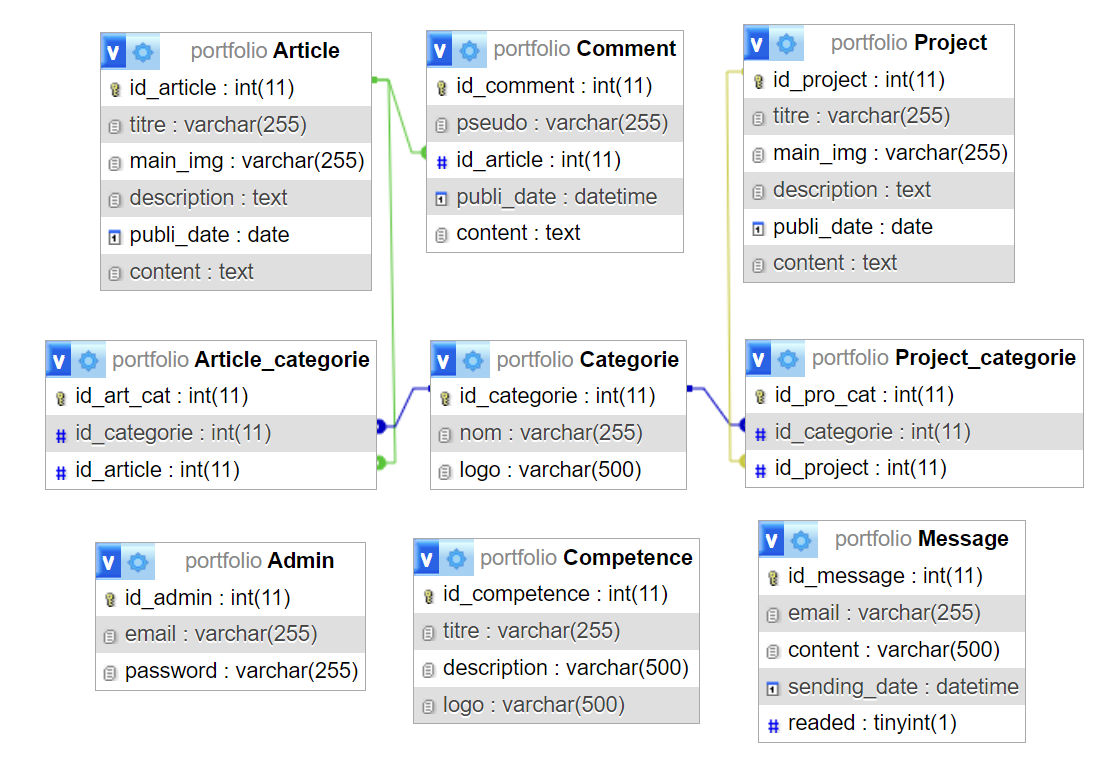 V portfolio Article
id_article : int(11)
titre : varchar(255)
main_img : varchar(255)
description : text
publi_date : date
content : text
V portfolio Comment
id_comment : int(11)
pseudo : varchar(255)
# id_article : int(11)
publi_date : datetime
content : text
V portfolio Project
id_project : int(11)
titre : varchar(255)
main_img : varchar(255)
description : text
publi_date : date
content : text
V portfolio Article_categorie
id_art_cat : int(11)
# id_categorie : int(11)
# id_article : int(11)
V portfolio Categorie
id_categorie : int(11)
nom : varchar(255)
logo : varchar(500)
V portfolio Project_categorie
id_pro_cat : int(11)
# id_categorie : int(11)
# id_project : int(11)
V portfolio Admin
id_admin : int(11)
email : varchar(255)
password : varchar(255)
V portfolio Competence
id_competence : int(11)
titre : varchar(255)
description : varchar(500)
logo : varchar(500)
V portfolio Message
id_message : int(11)
email : varchar(255)
content : varchar(500)
sending_date : datetime
# readed : tinyint(1)